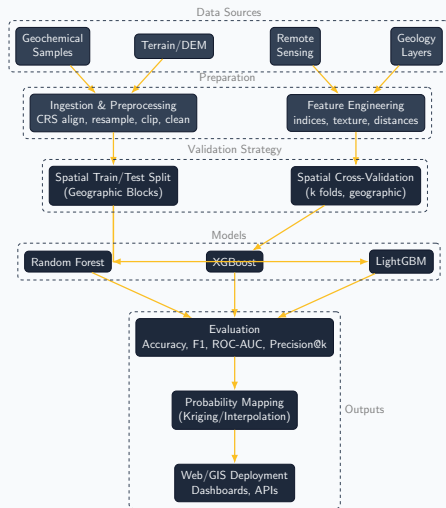 Data Sources
Geochemical
Samples
Terrain/DEM
Remote
Sensing
Geology
Layers
Preparation
Ingestion & Preprocessing
CRS align, resample, clip, clean
Feature Engineering
indices, texture, distances
Validation Strategy
Spatial Train/Test Split
(Geographic Blocks)
Spatial Cross-Validation
(k folds, geographic)
Models
Random Forest
XGBoost
LightGBM
Evaluation
Accuracy, F1, ROC-AUC, Precision@k
Probability Mapping
(Kriging/Interpolation)
Outputs
Web/GIS Deployment
Dashboards, APIs